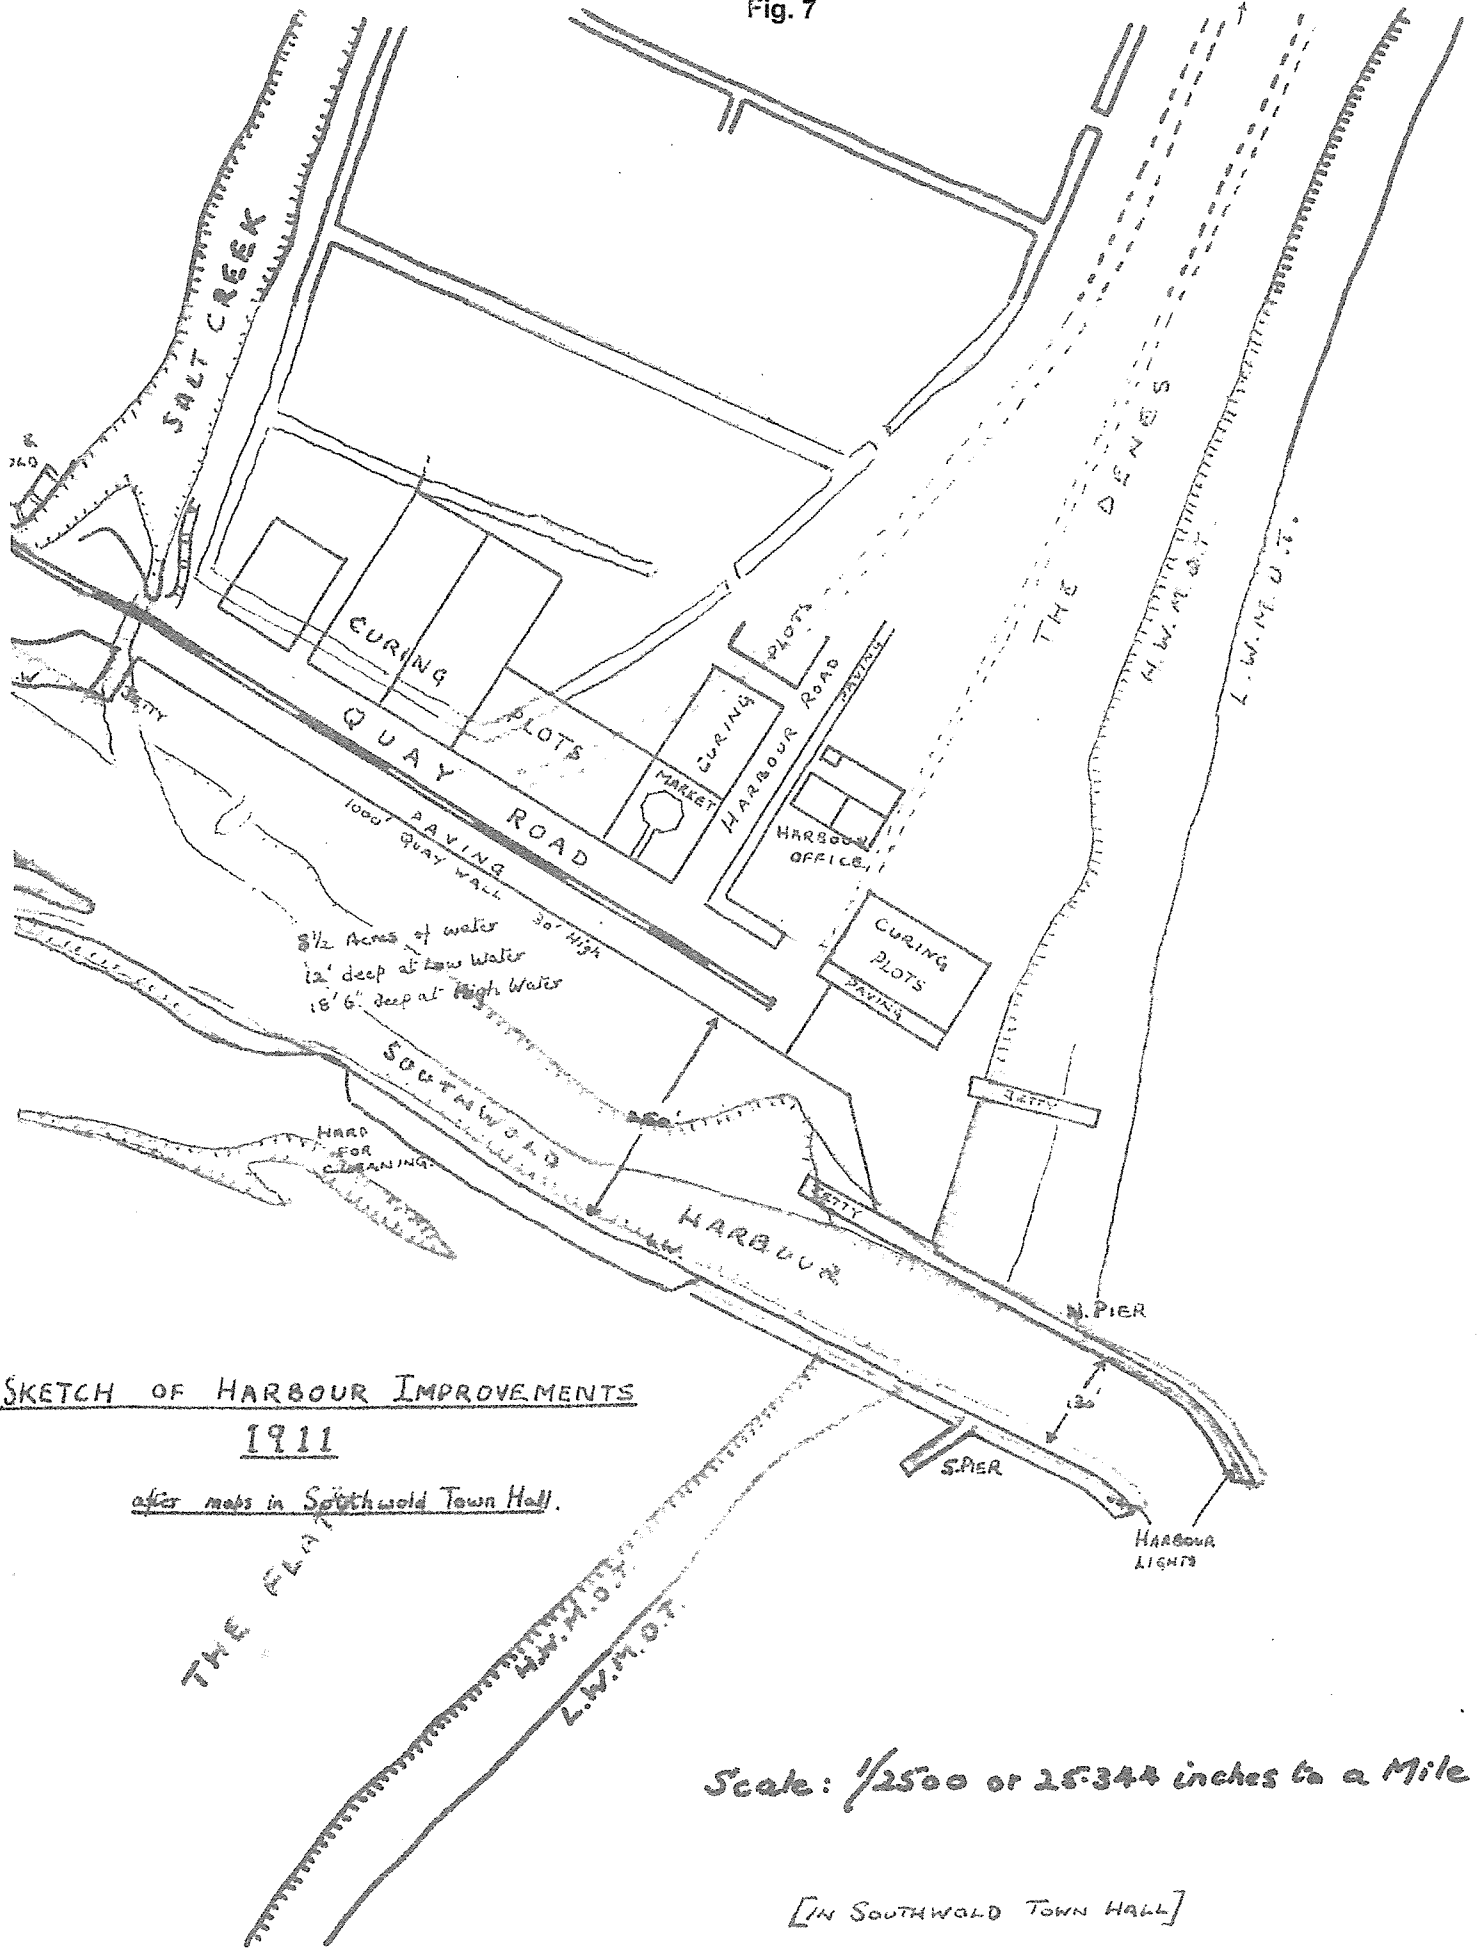 Fig. 7
SALT CREEK
CURING
PLOTS
QUAY ROAD
JETTY
PAVING
1000' QUAY WALL 30' High
MARKET
CURING
PLOTS
HARBOUR ROAD
PAVING
HARBOUR
OFFICE
CURING
PLOTS
PAVING
THE DENES
H.W.M.O.T.
L.W.M.O.T.
8½ Acres of water
12' deep at Low Water
18' 6" deep at High Water
SOUTHWOLD
HARBOUR
HARD
FOR
CLEANING
JETTY
JETTY
N. PIER
S. PIER
HARBOUR
LIGHTS
SKETCH OF HARBOUR IMPROVEMENTS
1911
after maps in Southwold Town Hall.
THE
H.W.M.O.T.
L.W.M.O.T.
Scale: 1/2500 or 25.344 inches to a Mile
[IN SOUTHWOLD TOWN HALL]